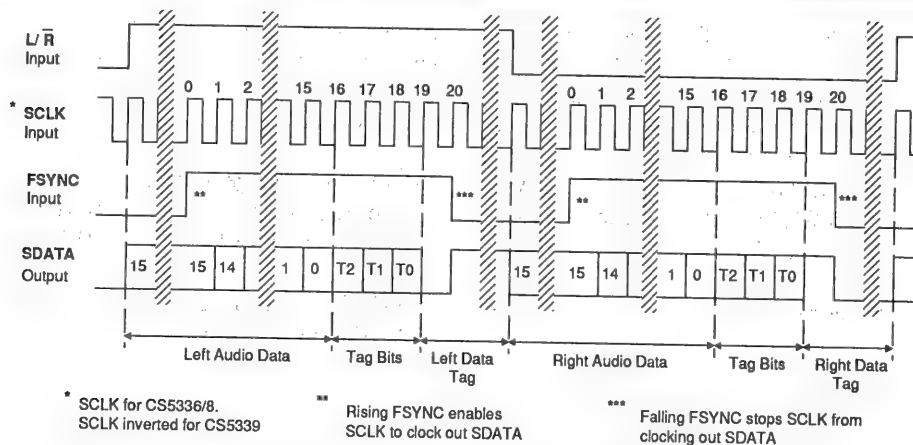 L/R
Input
0 1 2 15 16 17 18 19 20 0 1 2 15 16 17 18 19 20
* SCLK
Input
FSYNC
Input
** *** ** ***
SDATA
Output
15 15 14 1 0 T2 T1 T0 15 15 14 1 0 T2 T1 T0
Left Audio Data Tag Bits Left Data Tag Right Audio Data Tag Bits Right Data Tag
* SCLK for CS5336/8.
SCLK inverted for CS5339
** Rising FSYNC enables
SCLK to clock out SDATA
*** Falling FSYNC stops SCLK from
clocking out SDATA